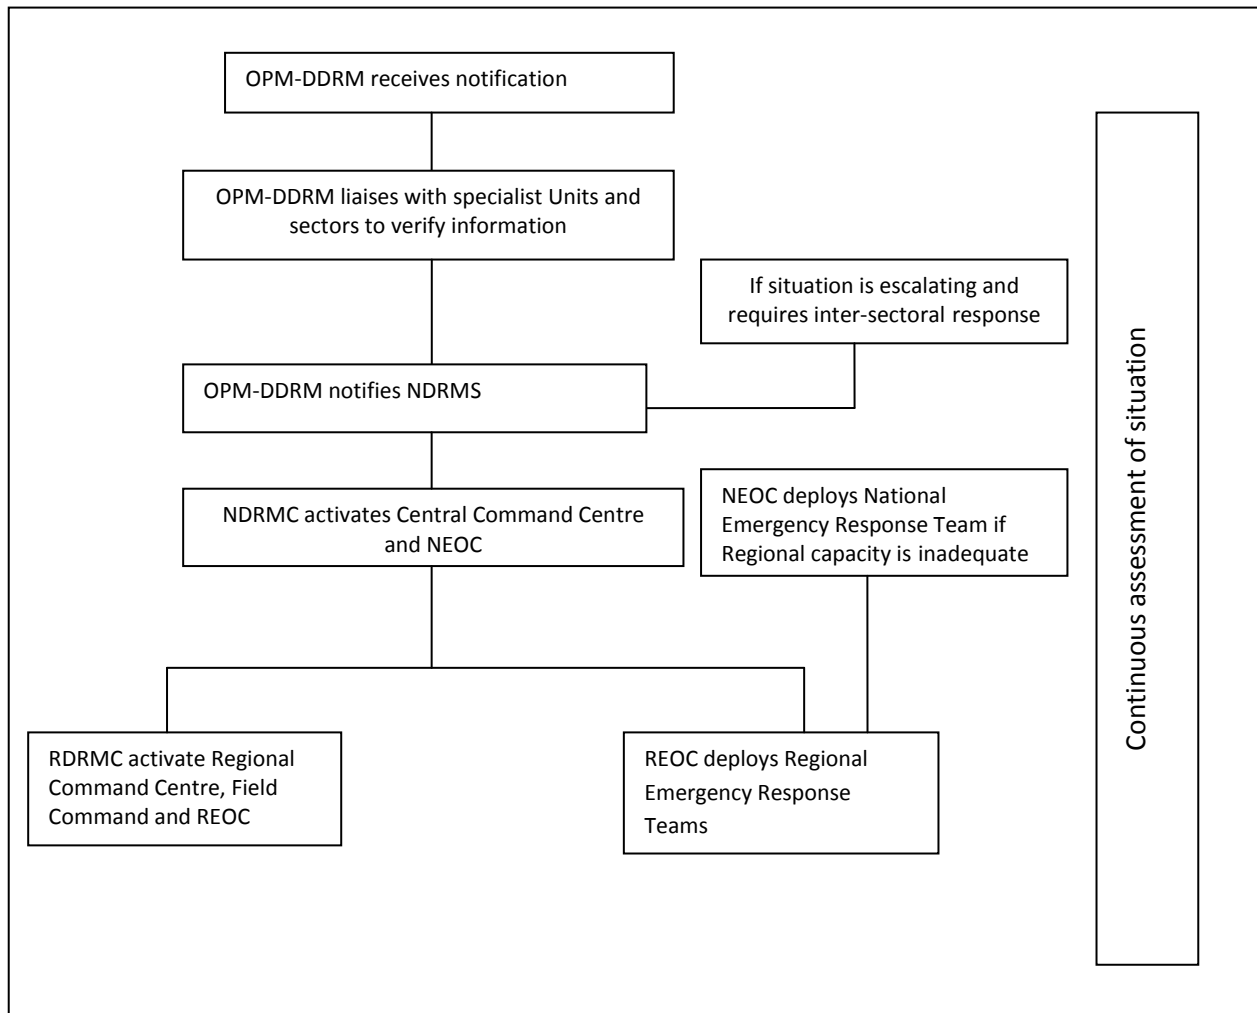 OPM-DDRM receives notification
OPM-DDRM liaises with specialist Units and
sectors to verify information
If situation is escalating and
requires inter-sectoral response
OPM-DDRM notifies NDRMS
NDRMC activates Central Command Centre
and NEOC
NEOC deploys National
Emergency Response Team if
Regional capacity is inadequate
RDRMC activate Regional
Command Centre, Field
Command and REOC
REOC deploys Regional
Emergency Response
Teams
Continuous assessment of situation